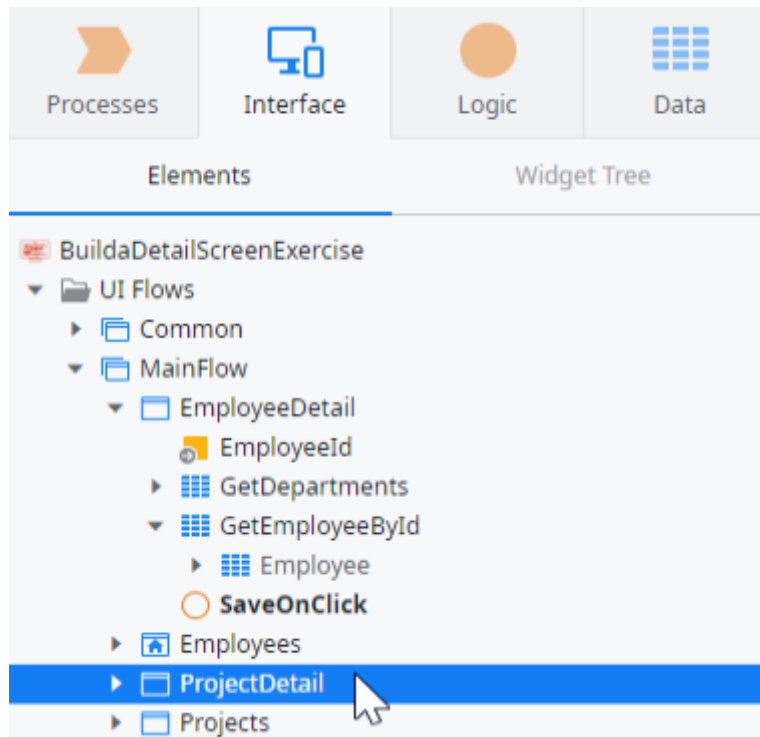 Processes Interface Logic Data
Elements Widget Tree
BuildaDetailScreenExercise
UI Flows
Common
MainFlow
EmployeeDetail
EmployeeId
GetDepartments
GetEmployeeById
Employee
SaveOnClick
Employees
ProjectDetail
Projects